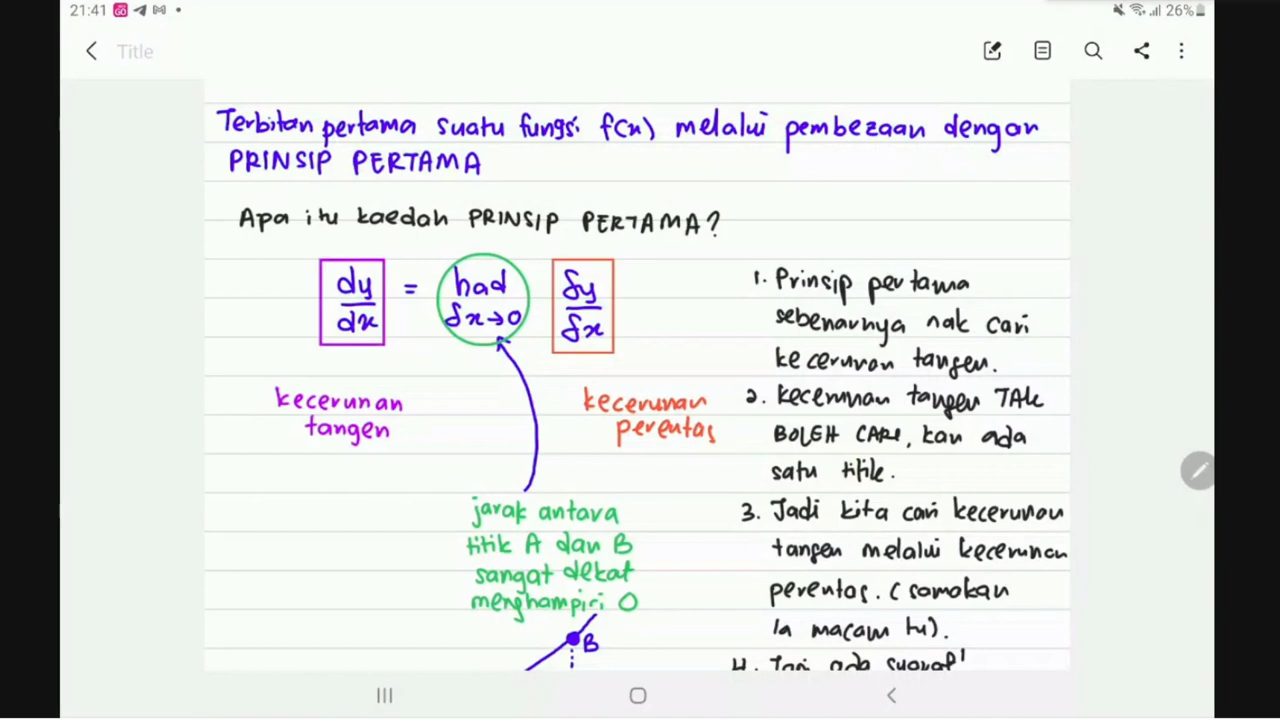 21:41
26%
Title
Terbitan pertama suatu fungsi f(x) melalui pembezaan dengan
PRINSIP PERTAMA
Apa itu kaedah PRINSIP PERTAMA?
dy/dx = had δx→0 δy/δx
kecerunan
tangen
kecerunan
perentas
jarak antara
titik A dan B
sangat dekat
menghampiri 0
B
1. Prinsip pertama
sebenarnya nak cari
kecerunan tangen.
2. Kecerunan tangen TAK
BOLEH CARI, kan ada
satu titik.
3. Jadi kita cari kecerunan
tangen melalui kecerunan
perentas. (samakan
la macam tu).
4. ada